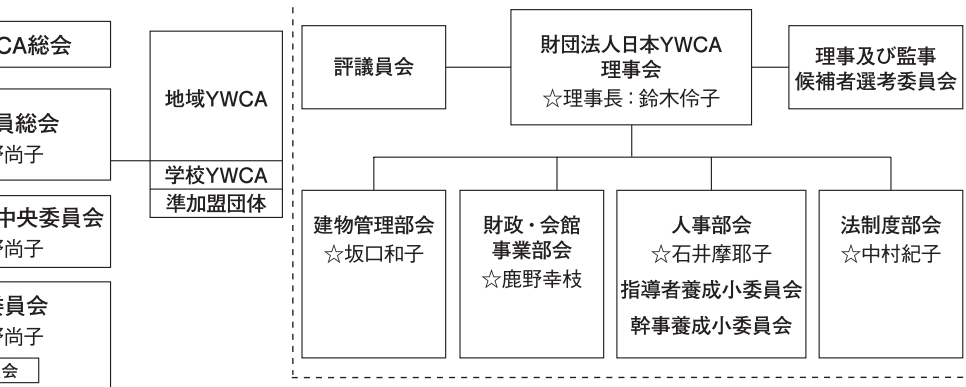 CA総会
員総会
尚子
中央委員会
尚子
員会
尚子
会
地域YWCA
学校YWCA
準加盟団体
評議員会
財団法人日本YWCA
理事会
☆理事長：鈴木伶子
理事及び監事
候補者選考委員会
建物管理部会
☆坂口和子
財政・会館
事業部会
☆鹿野幸枝
人事部会
☆石井摩耶子
指導者養成小委員会
幹事養成小委員会
法制度部会
☆中村紀子